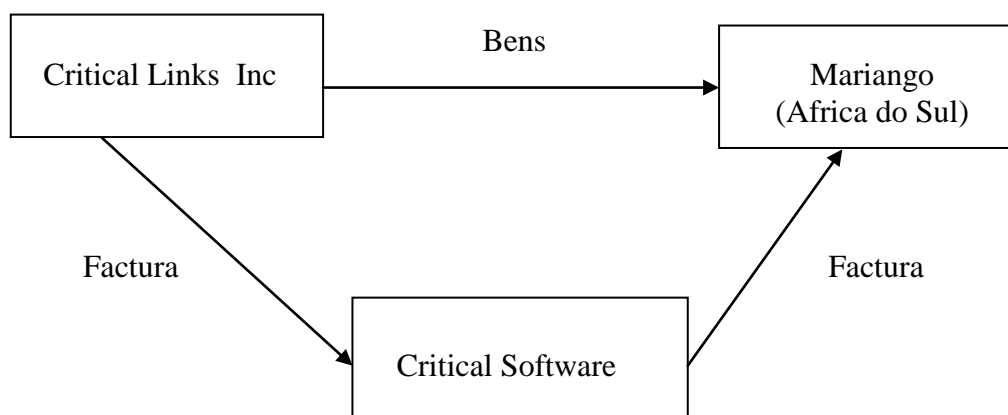 Bens
Critical Links Inc
Mariango
(Africa do Sul)
Factura
Factura
Critical Software